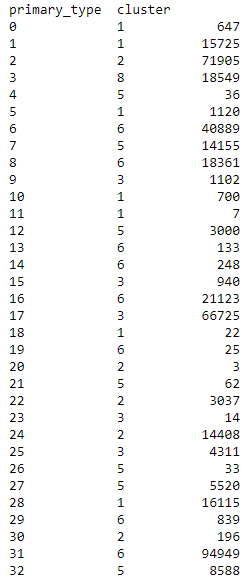 primary_type cluster
0 1 647
1 1 15725
2 2 71905
3 8 18549
4 5 36
5 1 1120
6 6 40889
7 5 14155
8 6 18361
9 3 1102
10 1 700
11 1 7
12 5 3000
13 6 133
14 6 248
15 3 940
16 6 21123
17 3 66725
18 1 22
19 6 25
20 2 3
21 5 62
22 2 3037
23 3 14
24 2 14408
25 3 4311
26 5 33
27 5 5520
28 1 16115
29 6 839
30 2 196
31 6 94949
32 5 8588